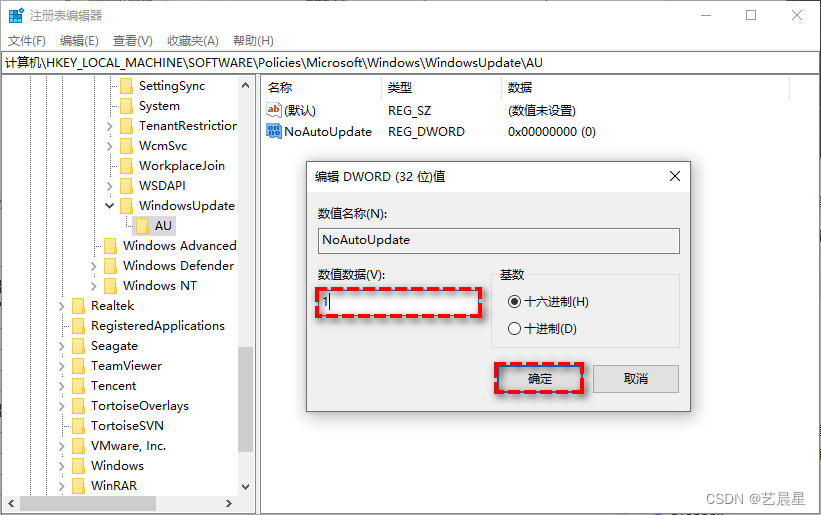 注册表编辑器
文件(F) 编辑(E) 查看(V) 收藏夹(A) 帮助(H)
计算机\HKEY_LOCAL_MACHINE\SOFTWARE\Policies\Microsoft\Windows\WindowsUpdate\AU
SettingSync
System
TenantRestriction
WcmSvc
WorkplaceJoin
WSDAPI
WindowsUpdate
AU
Windows Advanced
Windows Defender
Windows NT
Realtek
RegisteredApplications
Seagate
TeamViewer
Tencent
TortoiseOverlays
TortoiseSVN
VMware, Inc.
Windows
WinRAR
名称 类型 数据
ab (默认) REG_SZ (数值未设置)
NoAutoUpdate REG_DWORD 0x00000000 (0)
编辑 DWORD (32 位)值
数值名称(N):
NoAutoUpdate
数值数据(V):
1
基数
十六进制(H)
十进制(D)
确定 取消
CSDN @艺晨星